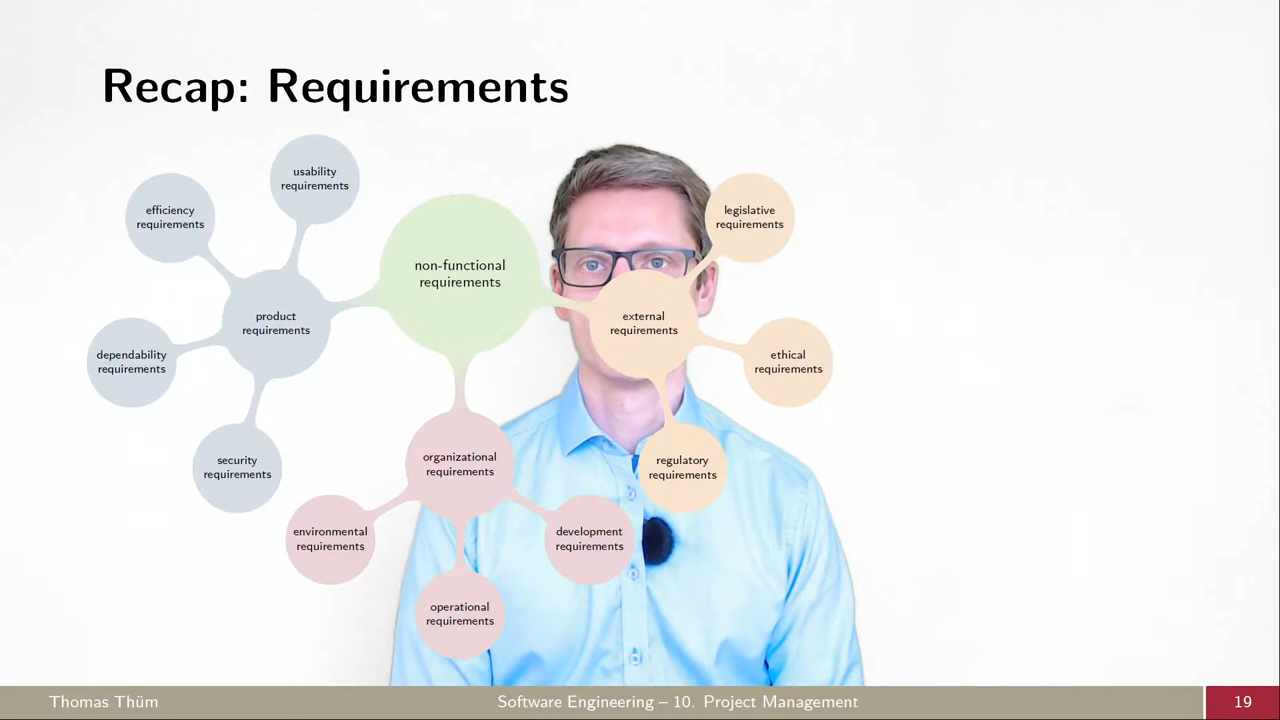 Recap: Requirements
usability
requirements
efficiency
requirements
legislative
requirements
non-functional
requirements
product
requirements
external
requirements
dependability
requirements
ethical
requirements
security
requirements
organizational
requirements
regulatory
requirements
environmental
requirements
development
requirements
operational
requirements
Thomas Thüm
Software Engineering – 10. Project Management
19